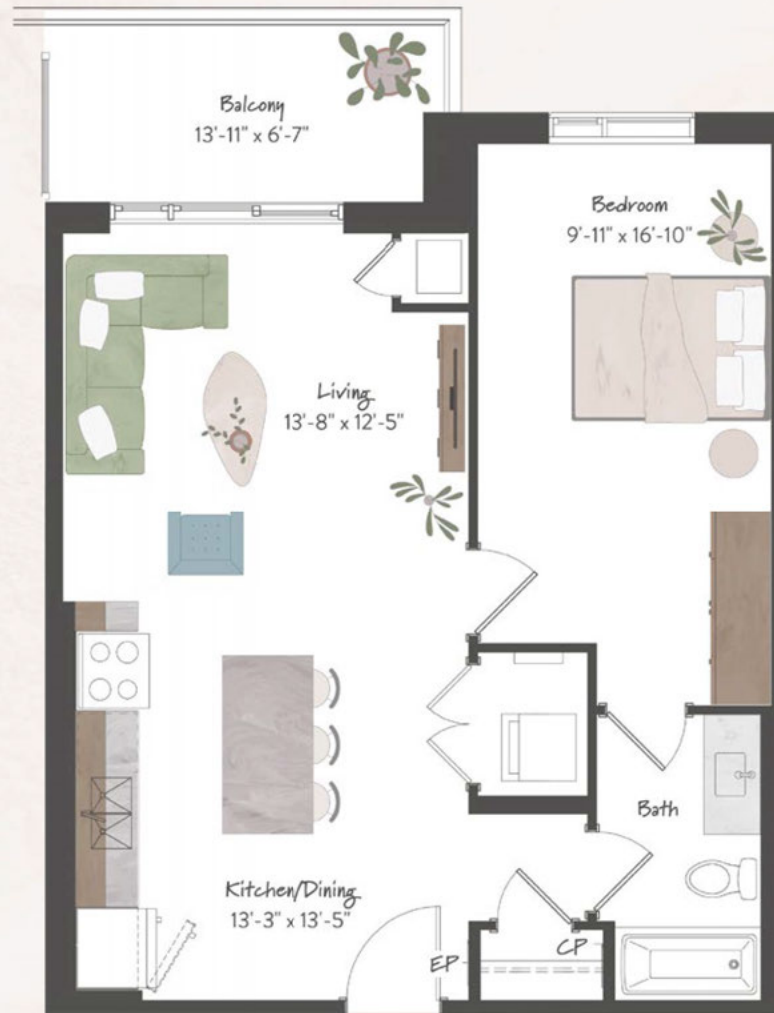 Balcony
13'-11" x 6'-7"
Bedroom
9'-11" x 16'-10"
Living
13'-8" x 12'-5"
Bath
Kitchen/Dining
13'-3" x 13'-5"
EP
CP